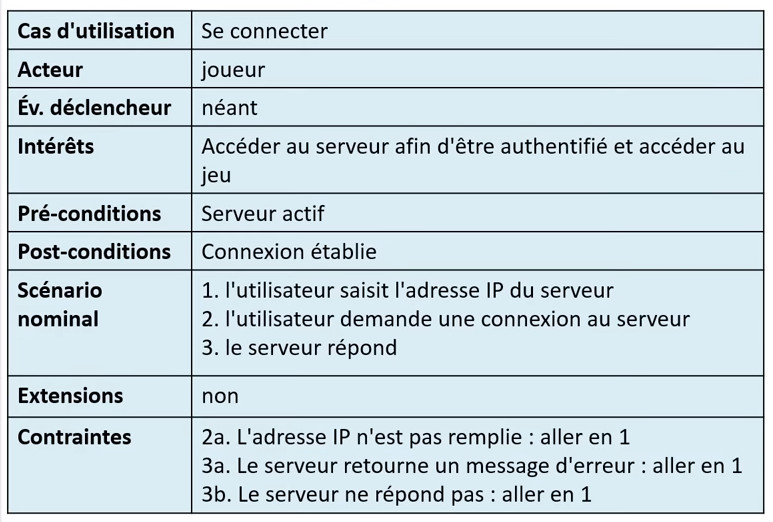 Cas d'utilisation Se connecter
Acteur joueur
Év. déclencheur néant
Intérêts Accéder au serveur afin d'être authentifié et accéder au
jeu
Pré-conditions Serveur actif
Post-conditions Connexion établie
Scénario 1. l'utilisateur saisit l'adresse IP du serveur
nominal 2. l'utilisateur demande une connexion au serveur
3. le serveur répond
Extensions non
Contraintes 2a. L'adresse IP n'est pas remplie : aller en 1
3a. Le serveur retourne un message d'erreur : aller en 1
3b. Le serveur ne répond pas : aller en 1